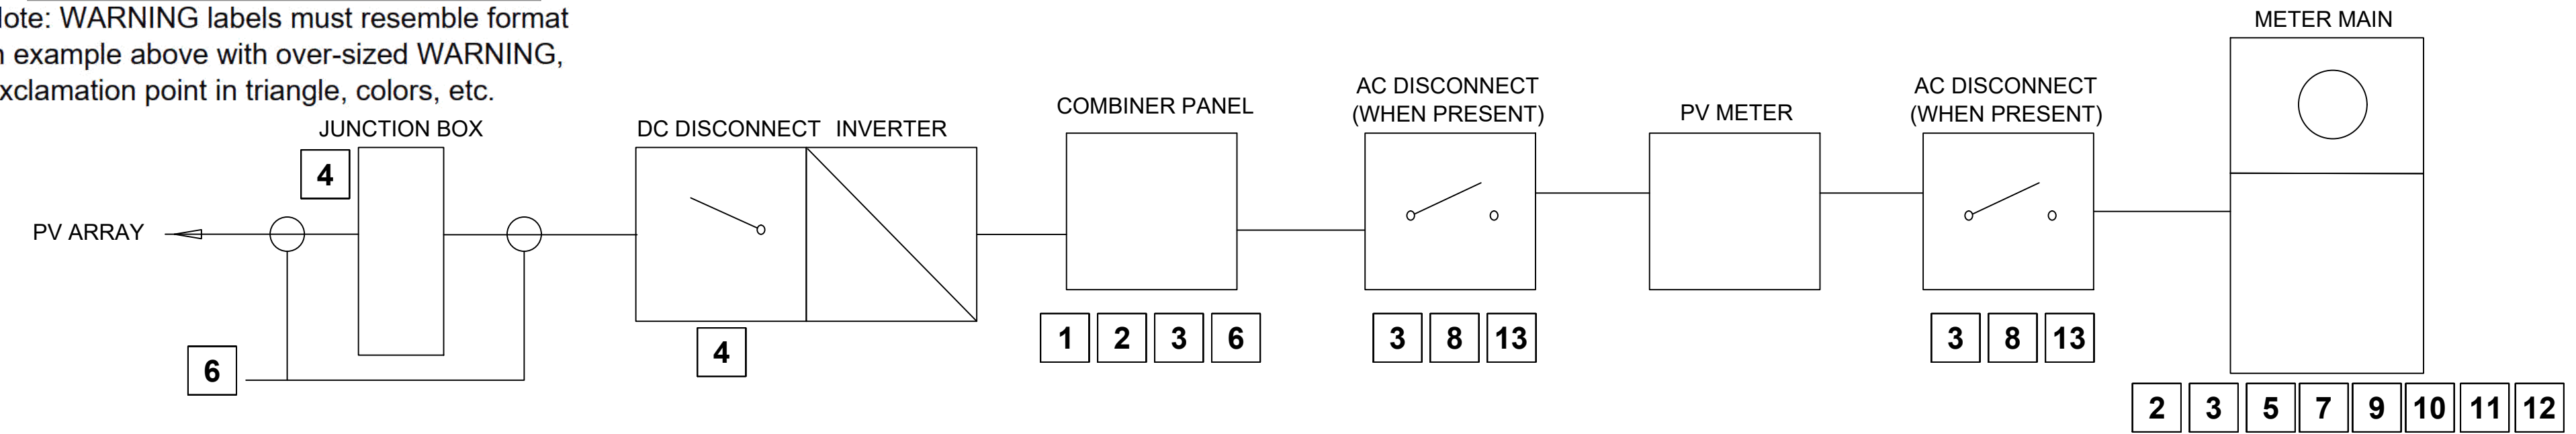 ote: WARNING labels must resemble format
example above with over-sized WARNING,
xclamation point in triangle, colors, etc.
METER MAIN
AC DISCONNECT
(WHEN PRESENT)
AC DISCONNECT
(WHEN PRESENT)
COMBINER PANEL
PV METER
JUNCTION BOX
DC DISCONNECT
INVERTER
4
PV ARRAY
6
4
1 2 3 6
3 8 13
3 8 13
2 3 5 7 9 10 11 12